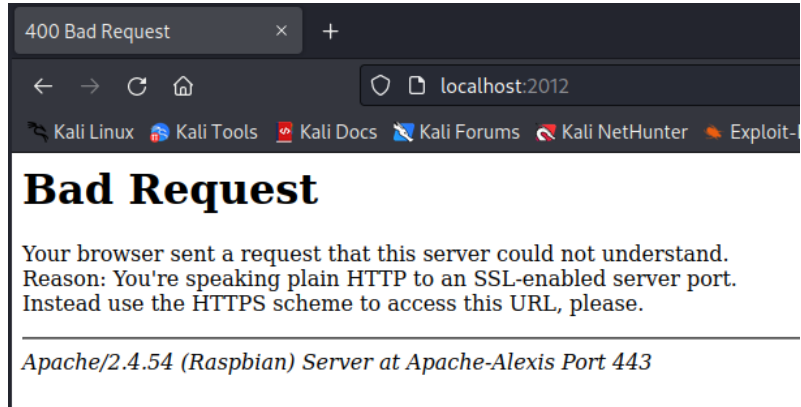 400 Bad Request
localhost:2012
Kali Linux Kali Tools Kali Docs Kali Forums Kali NetHunter
Bad Request
Your browser sent a request that this server could not understand.
Reason: You're speaking plain HTTP to an SSL-enabled server port.
Instead use the HTTPS scheme to access this URL, please.
Apache/2.4.54 (Raspbian) Server at Apache-Alexis Port 443